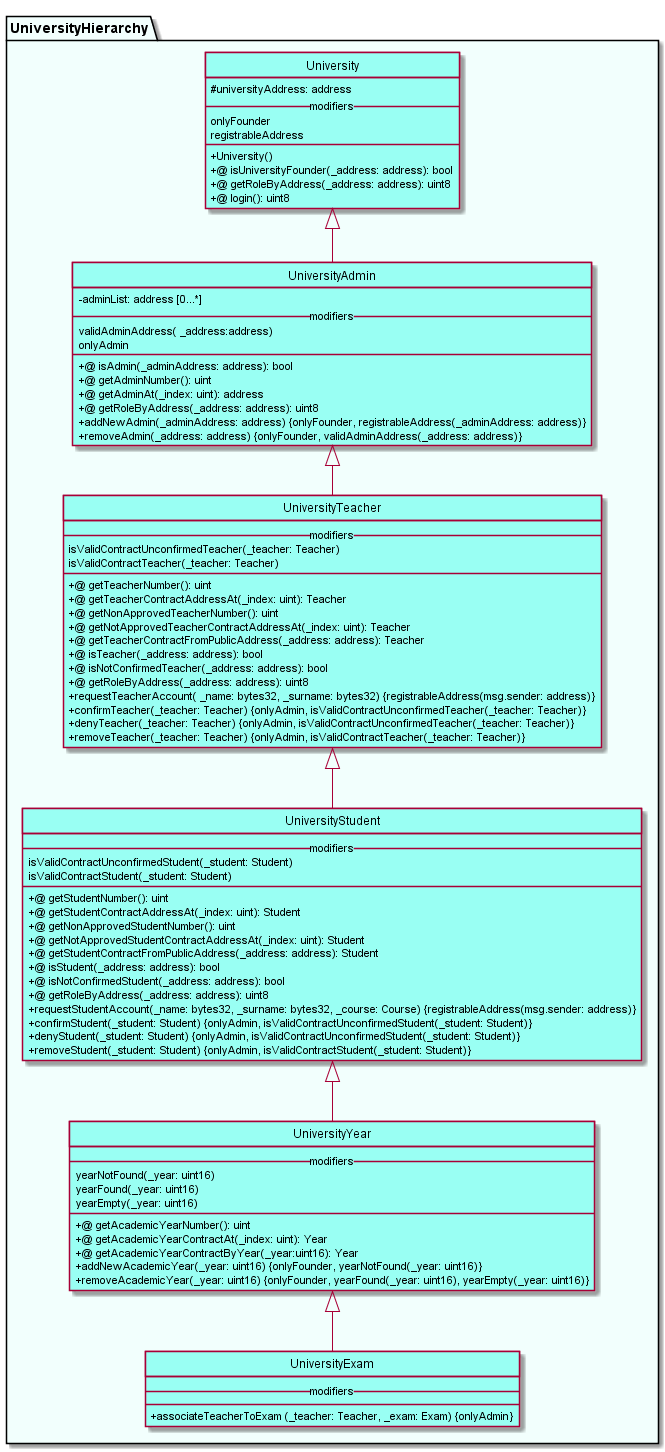 UniversityHierarchy
University
#universityAddress: address
modifiers
onlyFounder
registrableAddress
+University()
+@ isUniversityFounder(_address: address): bool
+@ getRoleByAddress(_address: address): uint8
+@ login(): uint8
UniversityAdmin
-adminList: address [0...*]
modifiers
validAdminAddress( _address:address)
onlyAdmin
+@ isAdmin(_adminAddress: address): bool
+@ getAdminNumber(): uint
+@ getAdminAt(_index: uint): address
+@ getRoleByAddress(_address: address): uint8
+addNewAdmin(_adminAddress: address) {onlyFounder, registrableAddress(_adminAddress: address)}
+removeAdmin(_address: address) {onlyFounder, validAdminAddress(_address: address)}
UniversityTeacher
modifiers
isValidContractUnconfirmedTeacher(_teacher: Teacher)
isValidContractTeacher(_teacher: Teacher)
+@ getTeacherNumber(): uint
+@ getTeacherContractAddressAt(_index: uint): Teacher
+@ getNonApprovedTeacherNumber(): uint
+@ getNotApprovedTeacherContractAddressAt(_index: uint): Teacher
+@ getTeacherContractFromPublicAddress(_address: address): Teacher
+@ isTeacher(_address: address): bool
+@ isNotConfirmedTeacher(_address: address): bool
+@ getRoleByAddress(_address: address): uint8
+requestTeacherAccount( _name: bytes32, _surname: bytes32) {registrableAddress(msg.sender: address)}
+confirmTeacher(_teacher: Teacher) {onlyAdmin, isValidContractUnconfirmedTeacher(_teacher: Teacher)}
+denyTeacher(_teacher: Teacher) {onlyAdmin, isValidContractUnconfirmedTeacher(_teacher: Teacher)}
+removeTeacher(_teacher: Teacher) {onlyAdmin, isValidContractTeacher(_teacher: Teacher)}
UniversityStudent
modifiers
isValidContractUnconfirmedStudent(_student: Student)
isValidContractStudent(_student: Student)
+@ getStudentNumber(): uint
+@ getStudentContractAddressAt(_index: uint): Student
+@ getNonApprovedStudentNumber(): uint
+@ getNotApprovedStudentContractAddressAt(_index: uint): Student
+@ getStudentContractFromPublicAddress(_address: address): Student
+@ isStudent(_address: address): bool
+@ isNotConfirmedStudent(_address: address): bool
+@ getRoleByAddress(_address: address): uint8
+requestStudentAccount(_name: bytes32, _surname: bytes32, _course: Course) {registrableAddress(msg.sender: address)}
+confirmStudent(_student: Student) {onlyAdmin, isValidContractUnconfirmedStudent(_student: Student)}
+denyStudent(_student: Student) {onlyAdmin, isValidContractUnconfirmedStudent(_student: Student)}
+removeStudent(_student: Student) {onlyAdmin, isValidContractStudent(_student: Student)}
UniversityYear
modifiers
yearNotFound(_year: uint16)
yearFound(_year: uint16)
yearEmpty(_year: uint16)
+@ getAcademicYearNumber(): uint
+@ getAcademicYearContractAt(_index: uint): Year
+@ getAcademicYearContractByYear(_year:uint16): Year
+addNewAcademicYear(_year: uint16) {onlyFounder, yearNotFound(_year: uint16)}
+removeAcademicYear(_year: uint16) {onlyFounder, yearFound(_year: uint16), yearEmpty(_year: uint16)}
UniversityExam
modifiers
+associateTeacherToExam (_teacher: Teacher, _exam: Exam) {onlyAdmin}